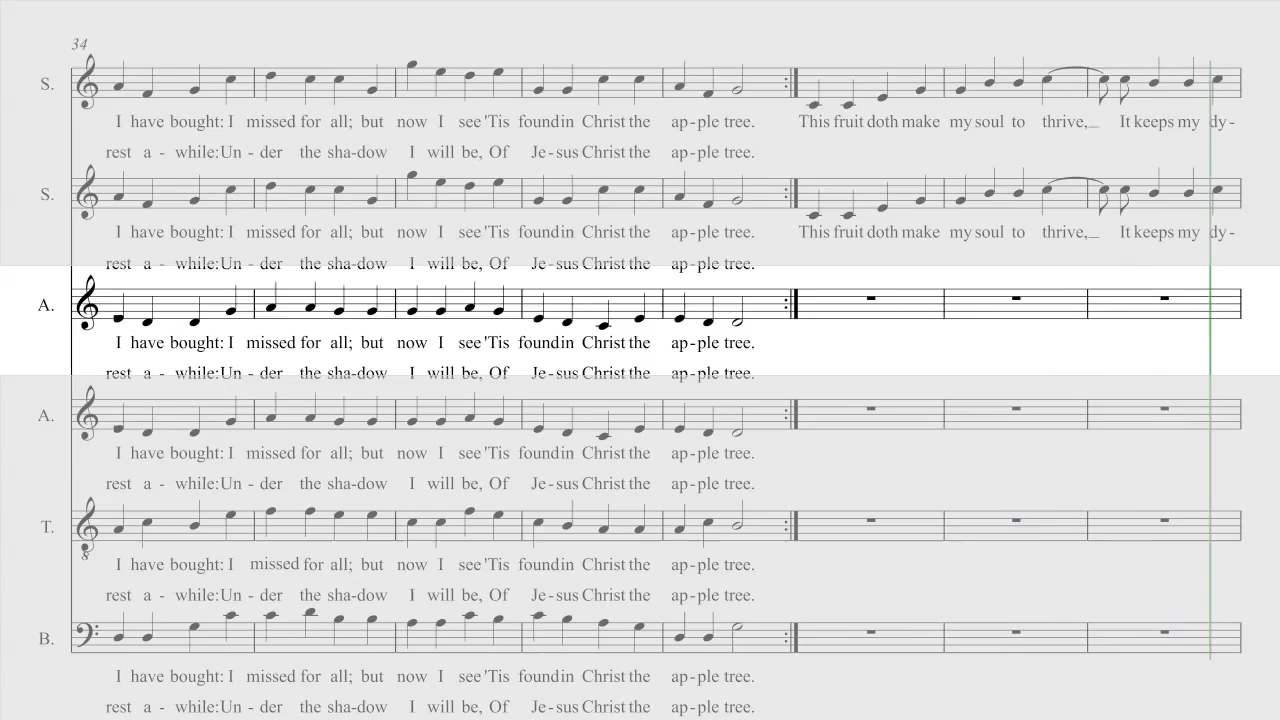 34
S.
I have bought: I missed for all; but now I see 'Tis found in Christ the ap-ple tree. This fruit doth make my soul to thrive,_ It keeps my dy-
rest a - while: Un - der the sha-dow I will be, Of Je-sus Christ the ap-ple tree.
S.
I have bought: I missed for all; but now I see 'Tis found in Christ the ap-ple tree. This fruit doth make my soul to thrive,_ It keeps my dy-
rest a - while: Un - der the sha-dow I will be, Of Je-sus Christ the ap-ple tree.
A.
I have bought: I missed for all; but now I see 'Tis found in Christ the ap-ple tree.
rest a - while: Un - der the sha-dow I will be, Of Je-sus Christ the ap-ple tree.
A.
I have bought: I missed for all; but now I see 'Tis found in Christ the ap-ple tree.
rest a - while: Un - der the sha-dow I will be, Of Je-sus Christ the ap-ple tree.
T.
8
I have bought: I missed for all; but now I see 'Tis found in Christ the ap-ple tree.
rest a - while: Un - der the sha-dow I will be, Of Je-sus Christ the ap-ple tree.
B.
I have bought: I missed for all; but now I see 'Tis found in Christ the ap-ple tree.
rest a - while: Un - der the sha-dow I will be, Of Je-sus Christ the ap-ple tree.